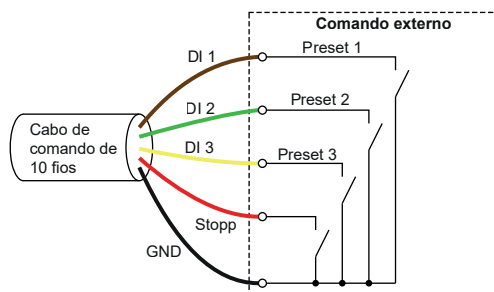 Comando externo
DI 1
Preset 1
DI 2
Preset 2
Cabo de
comando de
10 fios
DI 3
Preset 3
Stopp
GND